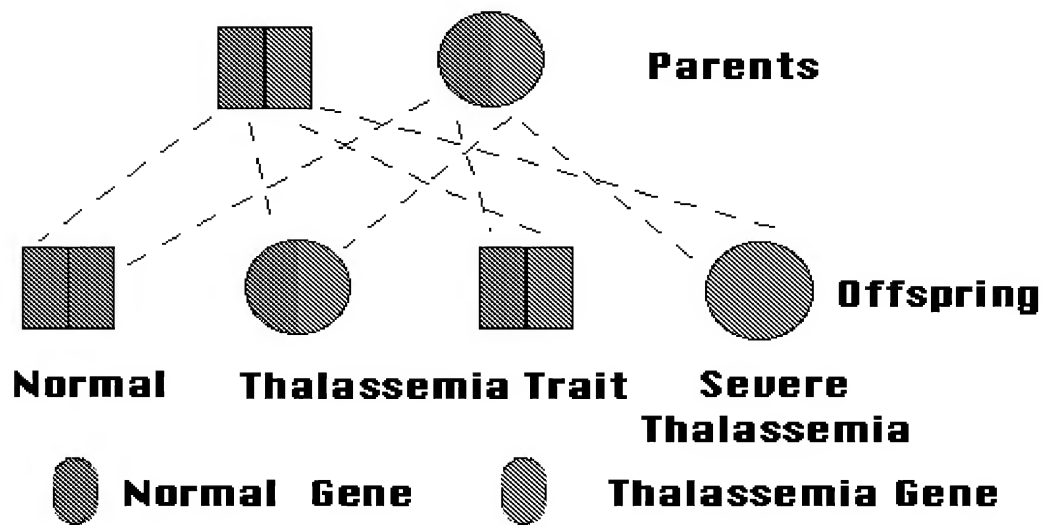 Parents
Offspring
Normal
Thalassemia Trait
Severe
Thalassemia
Normal Gene
Thalassemia Gene